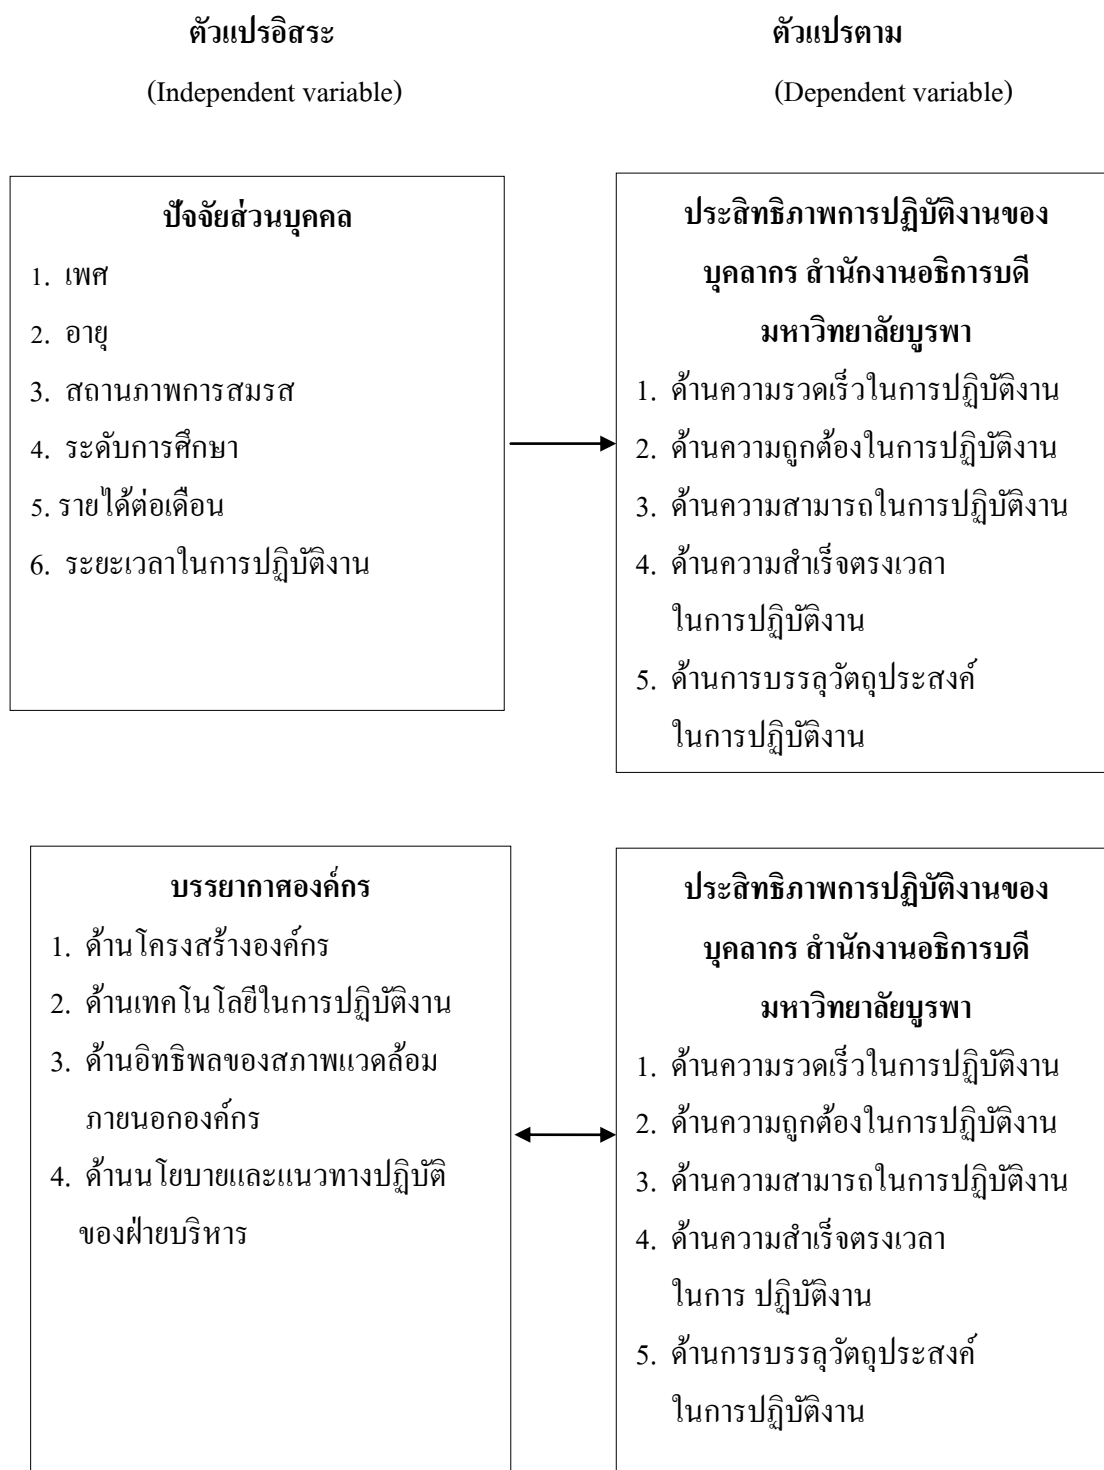 ตัวแปรอิสระ
(Independent variable)
ตัวแปรตาม
(Dependent variable)
ปัจจัยส่วนบุคคล
1. เพศ
2. อายุ
3. สถานภาพการสมรส
4. ระดับการศึกษา
5. รายได้ต่อเดือน
6. ระยะเวลาในการปฏิบัติงาน
ประสิทธิภาพการปฏิบัติงานของ
บุคลากร สำนักงานอธิการบดี
มหาวิทยาลัยบูรพา
1. ด้านความรวดเร็วในการปฏิบัติงาน
2. ด้านความถูกต้องในการปฏิบัติงาน
3. ด้านความสามารถในการปฏิบัติงาน
4. ด้านความสำเร็จตรงเวลา
ในการปฏิบัติงาน
5. ด้านการบรรลุวัตถุประสงค์
ในการปฏิบัติงาน
บรรยากาศองค์กร
1. ด้านโครงสร้างองค์กร
2. ด้านเทคโนโลยีในการปฏิบัติงาน
3. ด้านอิทธิพลของสภาพแวดล้อม
ภายนอกองค์กร
4. ด้านนโยบายและแนวทางปฏิบัติ
ของฝ่ายบริหาร
ประสิทธิภาพการปฏิบัติงานของ
บุคลากร สำนักงานอธิการบดี
มหาวิทยาลัยบูรพา
1. ด้านความรวดเร็วในการปฏิบัติงาน
2. ด้านความถูกต้องในการปฏิบัติงาน
3. ด้านความสามารถในการปฏิบัติงาน
4. ด้านความสำเร็จตรงเวลา
ในการ ปฏิบัติงาน
5. ด้านการบรรลุวัตถุประสงค์
ในการปฏิบัติงาน